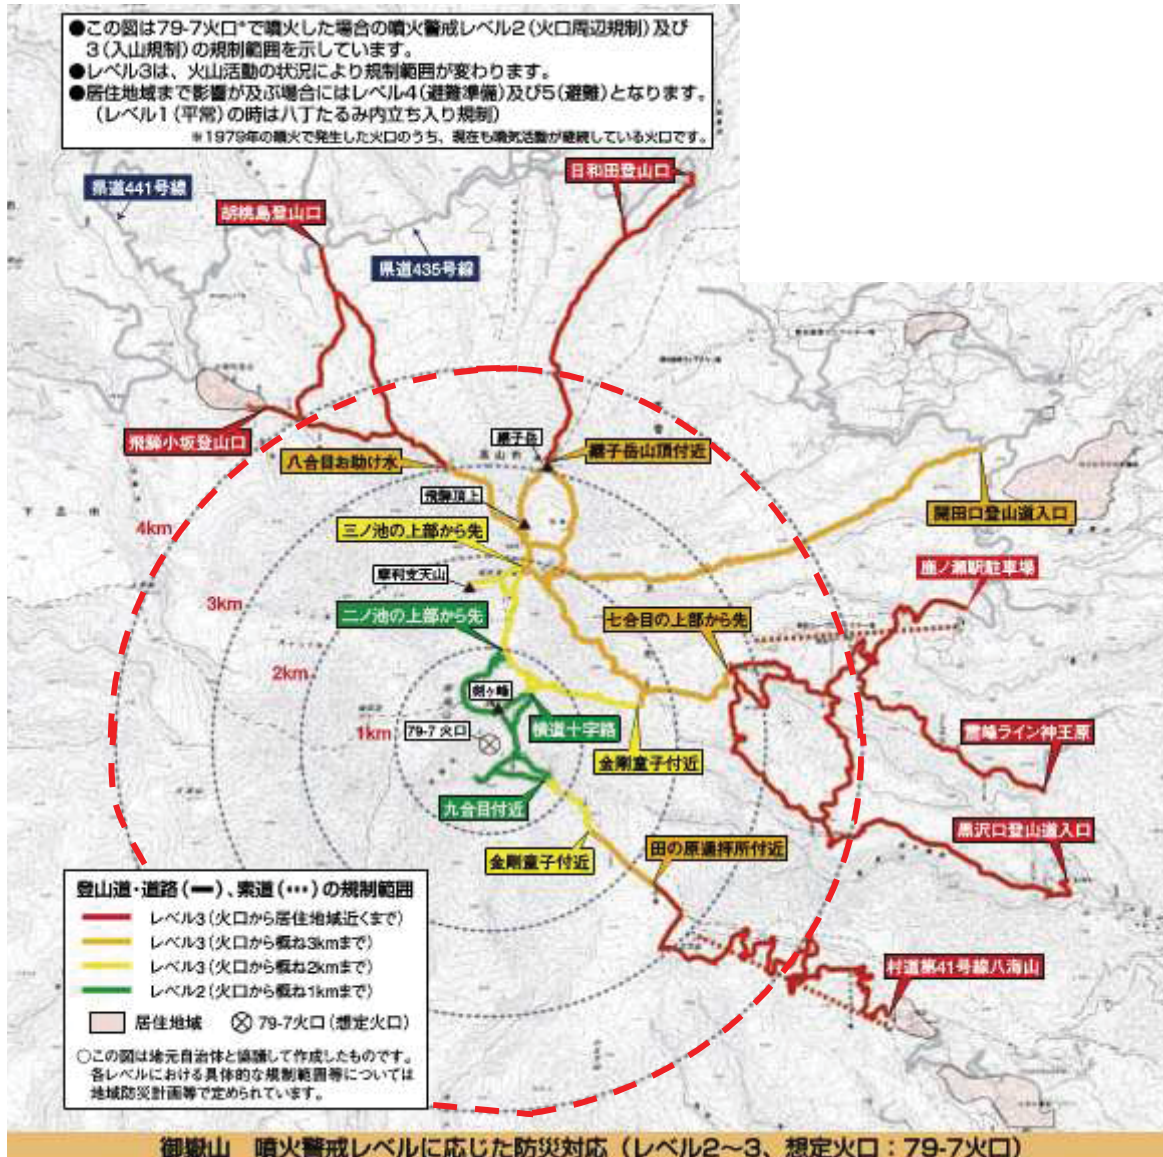 ●この図は79-7火口*で噴火した場合の噴火警戒レベル2(火口周辺規制)及び
3(入山規制)の規制範囲を示しています。
●レベル3は、火山活動の状況により規制範囲が変わります。
●居住地域まで影響が及ぶ場合にはレベル4(避難準備)及び5(避難)となります。
(レベル1(平常)の時は八丁たるみ内立ち入り規制)
※1979年の噴火で発生した火口のうち、現在も噴気活動が継続している火口です。
日和田登山口
県道441号線
胡桃島登山口
県道435号線
飛騨小坂登山口
八合目お助け水
継子岳
継子岳山頂付近
飛騨頂上
開田口登山道入口
4km
三ノ池の上部から先
鹿ノ瀬駅駐車場
摩利支天山
3km
二ノ池の上部から先
七合目の上部から先
2km
剣ヶ峰
1km
79-7 火口
横道十字路
霊峰ライン神王原
金剛童子付近
九合目付近
黒沢口登山道入口
金剛童子付近
田の原遥拝所付近
村道第41号線八海山
登山道・道路(━)、索道(・・・)の規制範囲
レベル3(火口から居住地域近くまで)
レベル3(火口から概ね3kmまで)
レベル3(火口から概ね2kmまで)
レベル2(火口から概ね1kmまで)
居住地域 79-7火口(想定火口)
○この図は地元自治体と協議して作成したものです。
各レベルにおける具体的な規制範囲等については
地域防災計画等で定められています。
御嶽山 噴火警戒レベルに応じた防災対応(レベル2~3、想定火口:79-7火口)